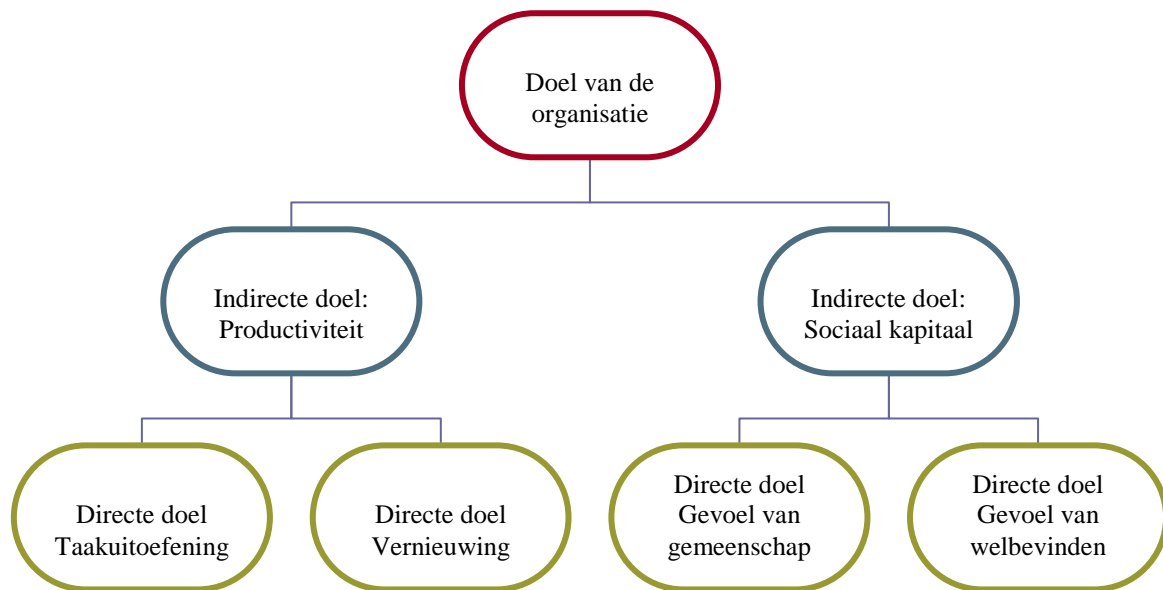 Doel van de
organisatie
Indirecte doel:
Productiviteit
Indirecte doel:
Sociaal kapitaal
Directe doel
Taakuitoefening
Directe doel
Vernieuwing
Directe doel
Gevoel van
gemeenschap
Directe doel
Gevoel van
welbevinden